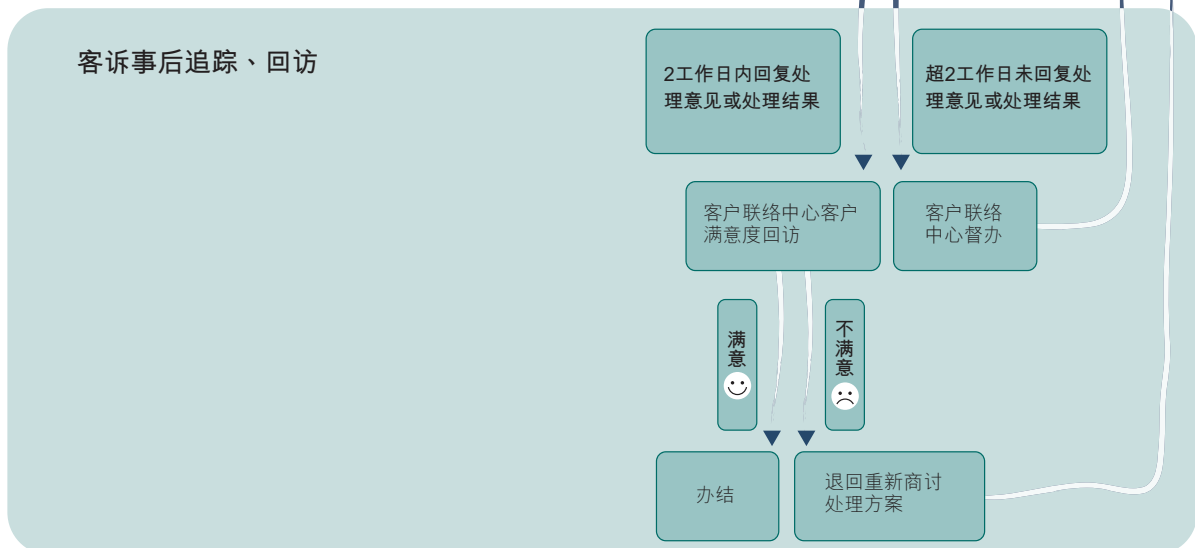 客诉事后追踪、回访
2工作日内回复处
理意见或处理结果
超2工作日未回复处
理意见或处理结果
客户联络中心客户
满意度回访
客户联络
中心督办
满意
不满意
办结
退回重新商讨
处理方案